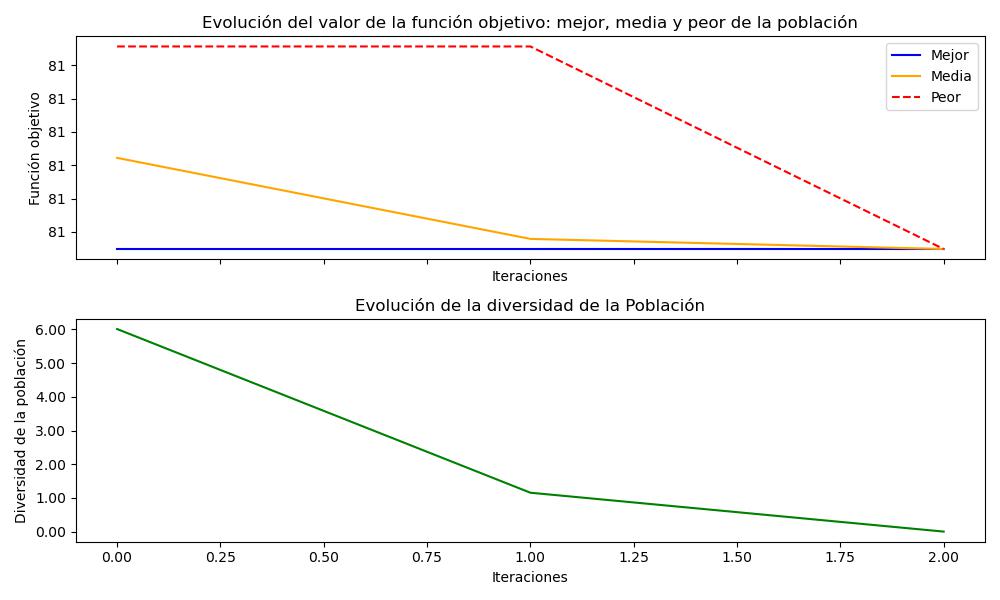 Evolución del valor de la función objetivo: mejor, media y peor de la población
Función objetivo
81
81
81
81
81
81
Mejor
Media
Peor
Iteraciones
Evolución de la diversidad de la Población
Diversidad de la población
6.00
5.00
4.00
3.00
2.00
1.00
0.00
0.00 0.25 0.50 0.75 1.00 1.25 1.50 1.75 2.00
Iteraciones